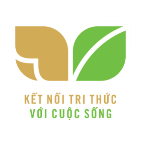 KẾT NỐI TRI THỨC
VỚI CUỘC SỐNG